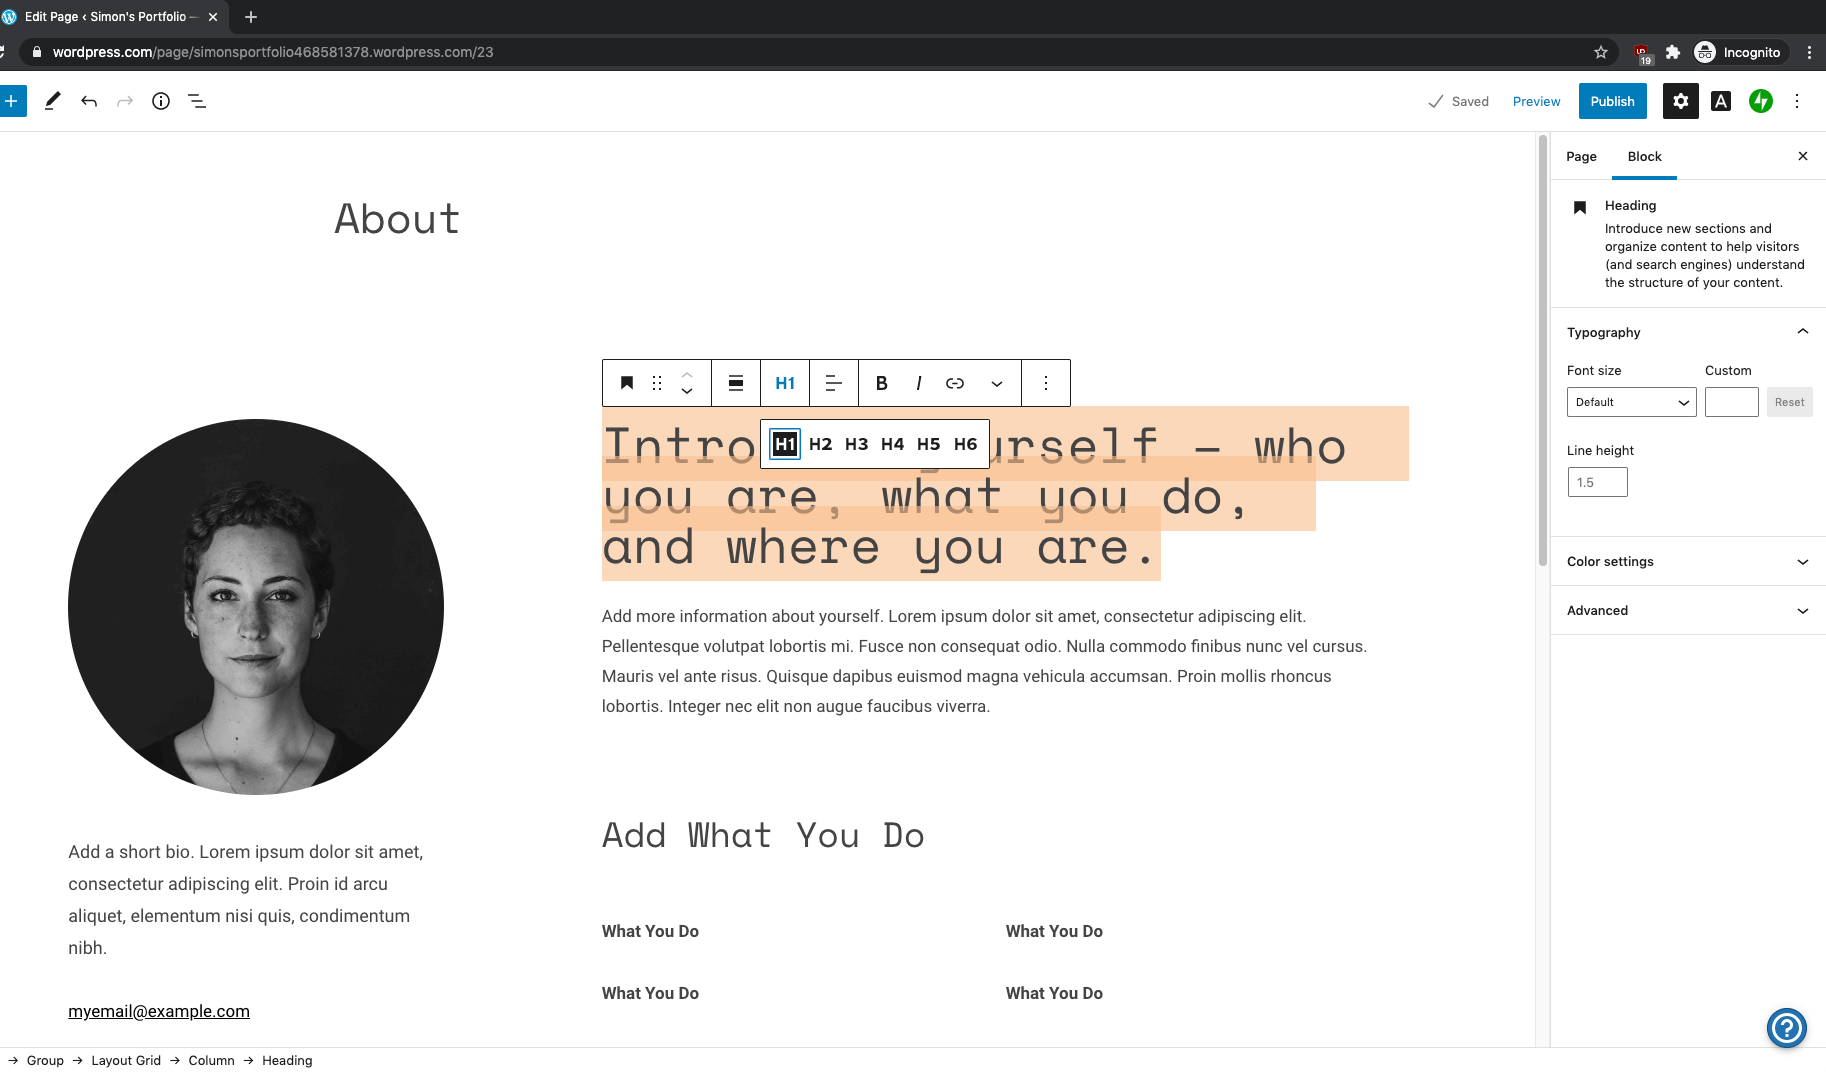 Edit Page ‹ Simon's Portfolio —
wordpress.com/page/simonsportfolio468581378.wordpress.com/23
19
Incognito
Saved
Preview
Publish
A
Page
Block
Heading
Introduce new sections and
organize content to help visitors
(and search engines) understand
the structure of your content.
Typography
Font size
Custom
Default
Reset
Line height
1.5
Color settings
Advanced
About
H1
B
I
H1 H2 H3 H4 H5 H6
Intro urself – who
you are, what you do,
and where you are.
Add more information about yourself. Lorem ipsum dolor sit amet, consectetur adipiscing elit.
Pellentesque volutpat lobortis mi. Fusce non consequat odio. Nulla commodo finibus nunc vel cursus.
Mauris vel ante risus. Quisque dapibus euismod magna vehicula accumsan. Proin mollis rhoncus
lobortis. Integer nec elit non augue faucibus viverra.
Add a short bio. Lorem ipsum dolor sit amet,
consectetur adipiscing elit. Proin id arcu
aliquet, elementum nisi quis, condimentum
nibh.
myemail@example.com
Add What You Do
What You Do
What You Do
What You Do
What You Do
→ Group → Layout Grid → Column → Heading